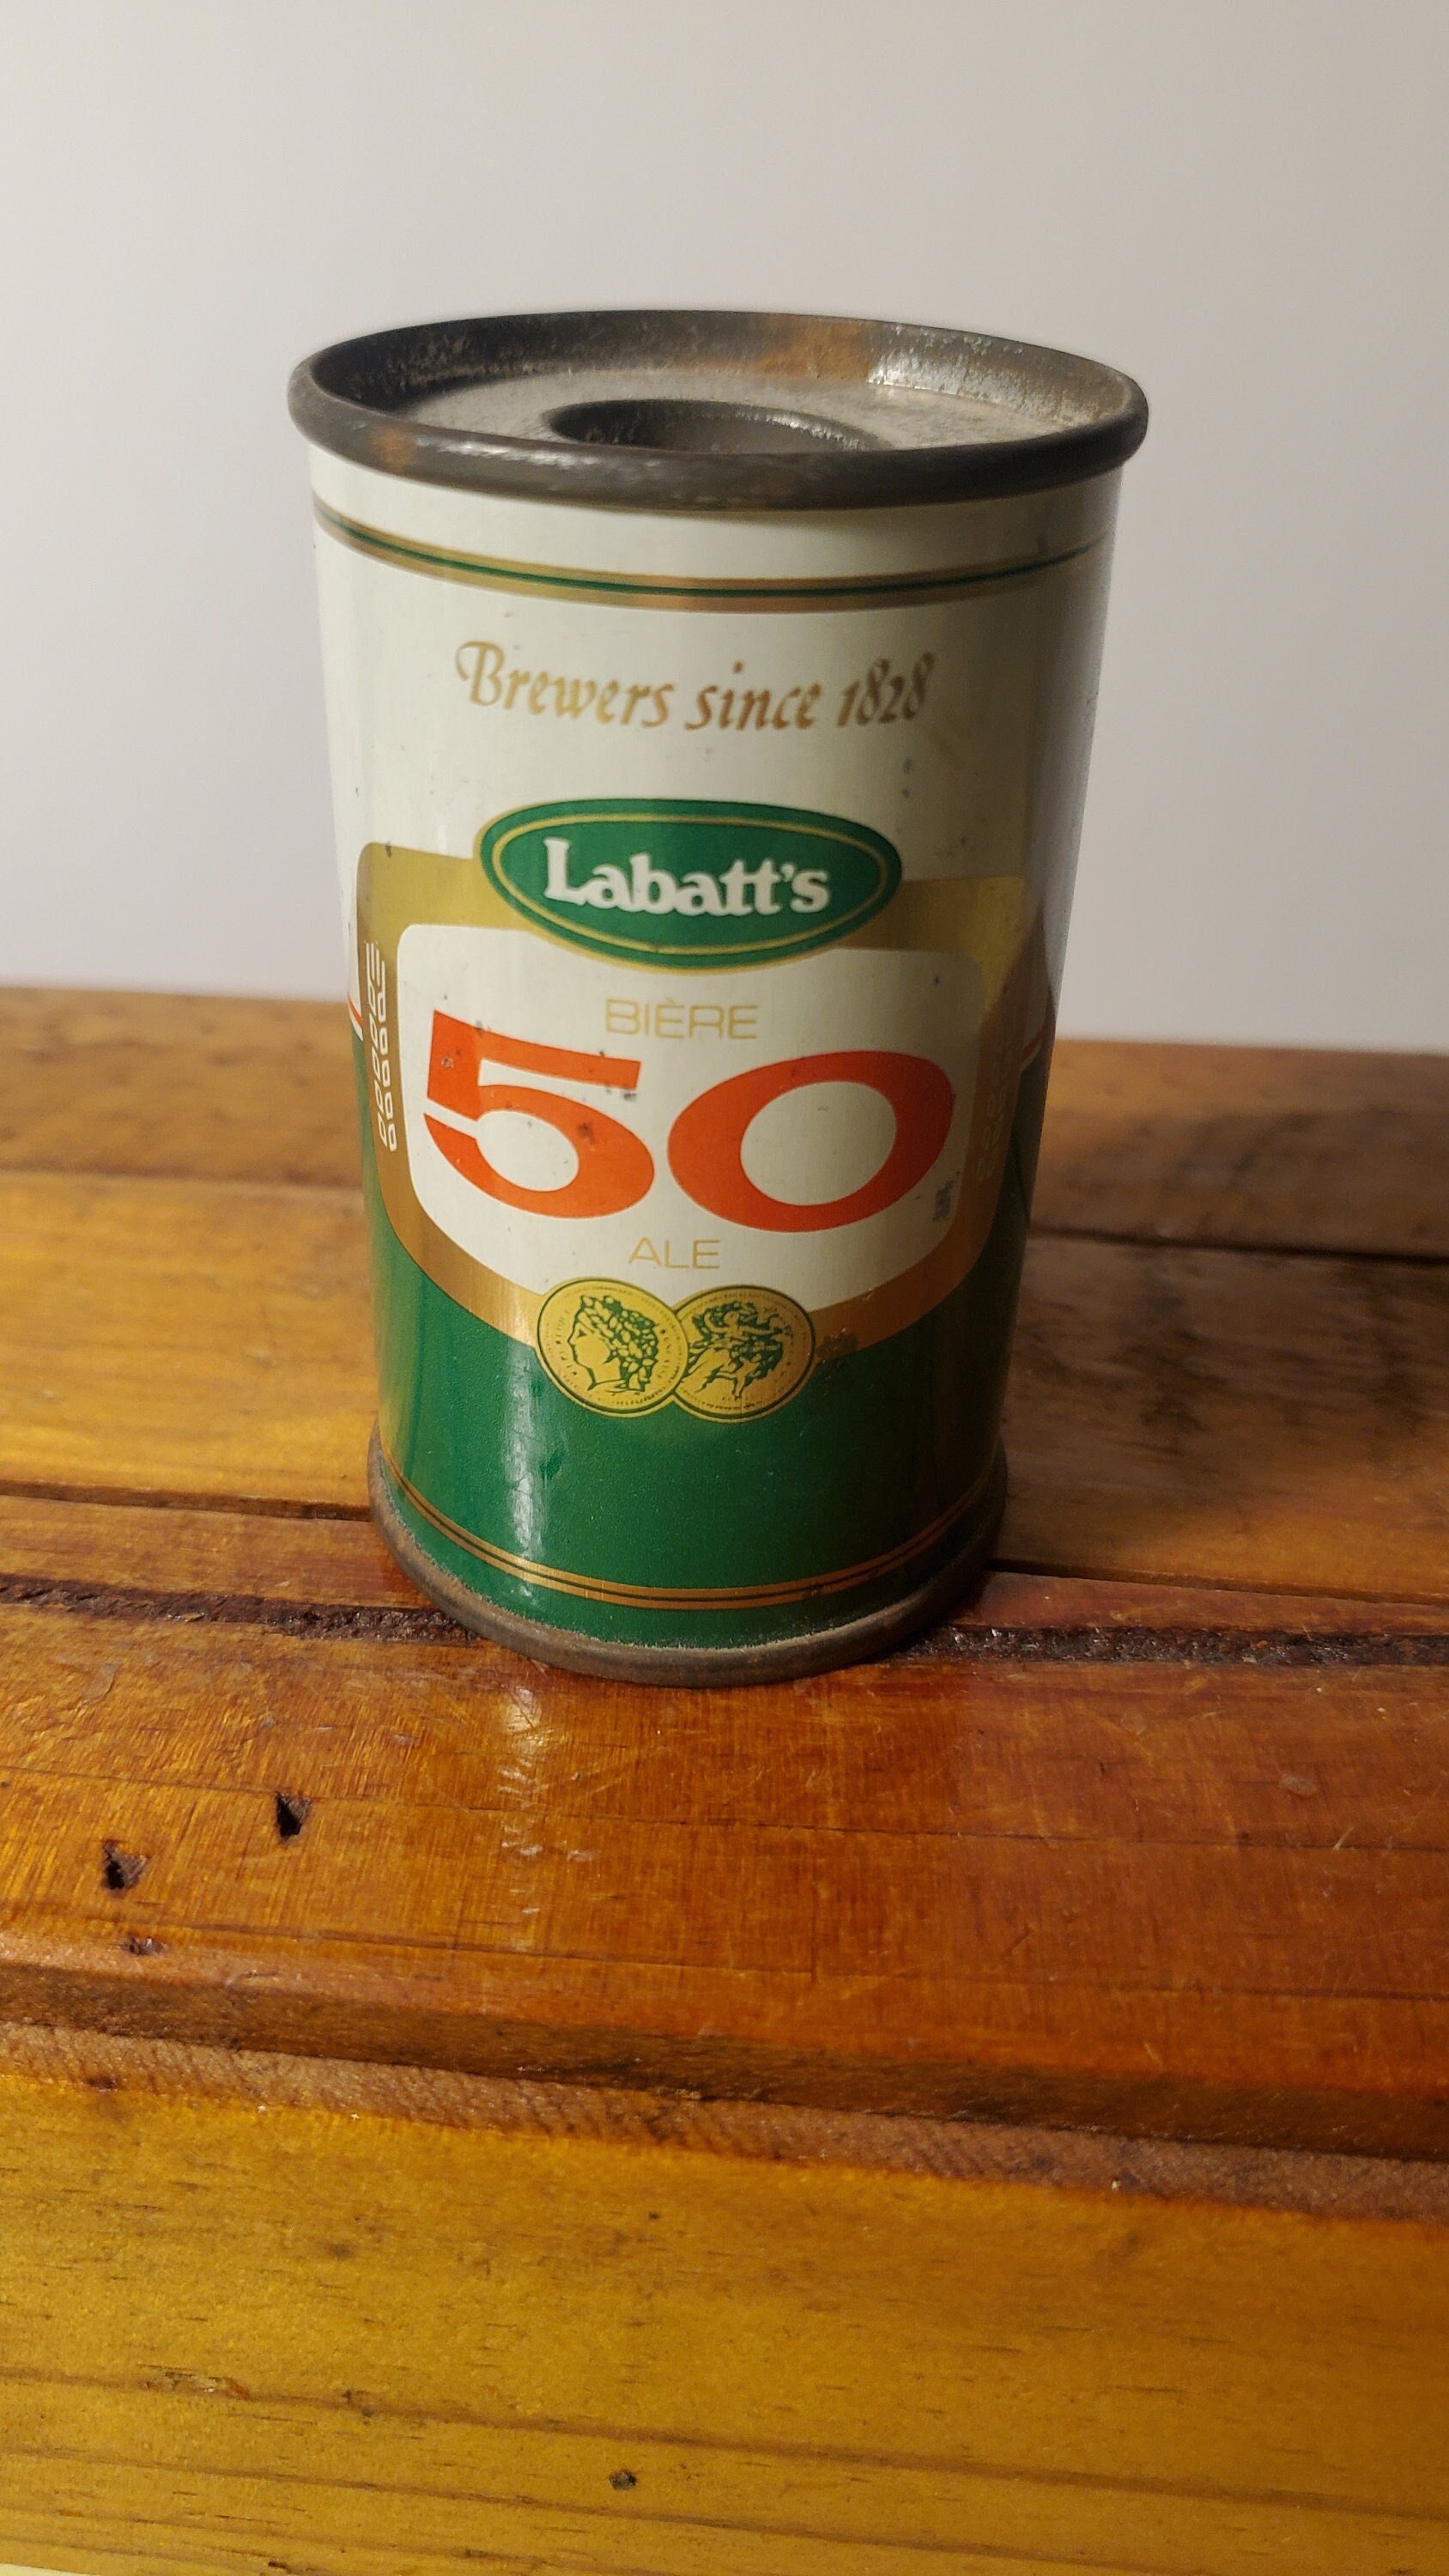 Brewers since 1828
Labatt's
BIÈRE
50
ALE